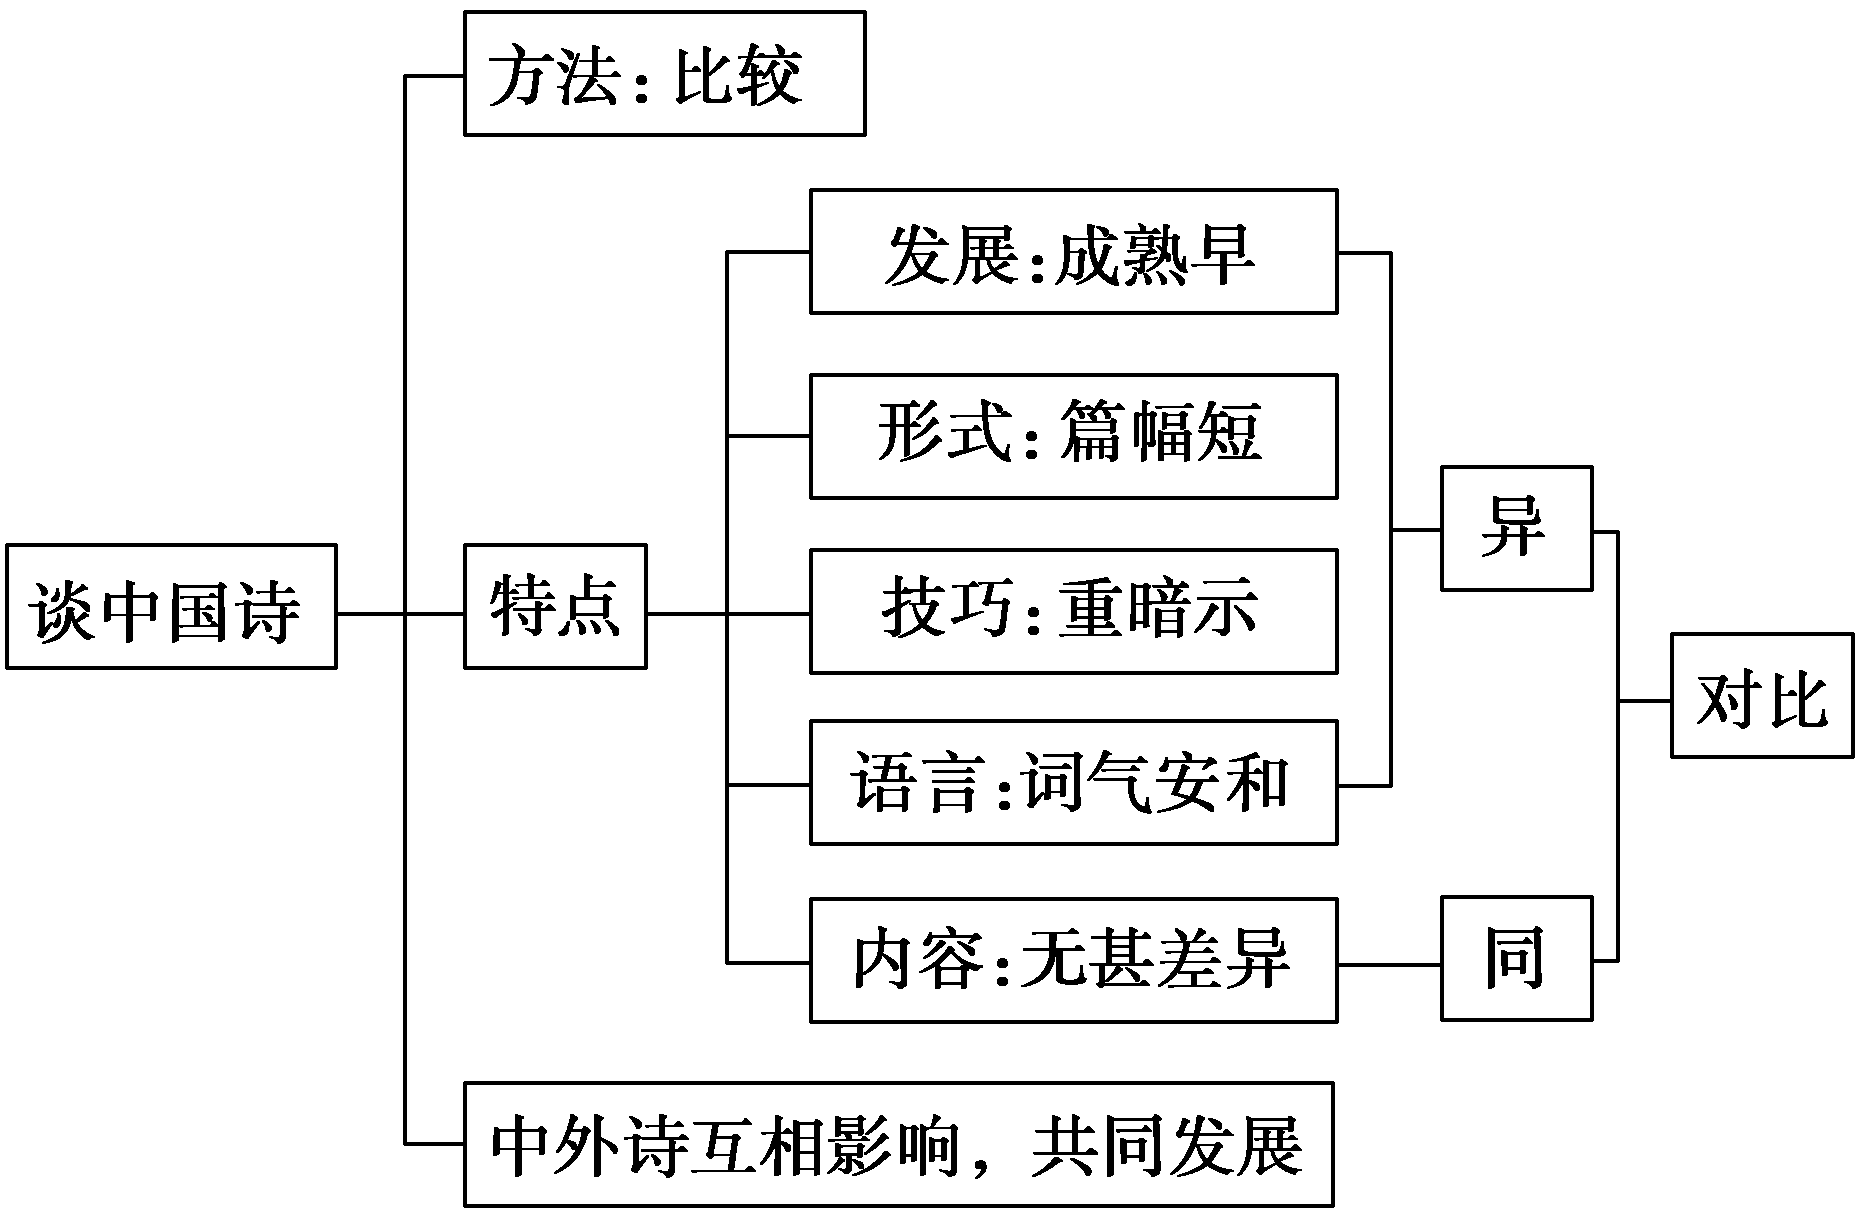 方法：比较
发展：成熟早
形式：篇幅短
异
谈中国诗
特点
技巧：重暗示
对比
语言：词气安和
内容：无甚差异
同
中外诗互相影响，共同发展